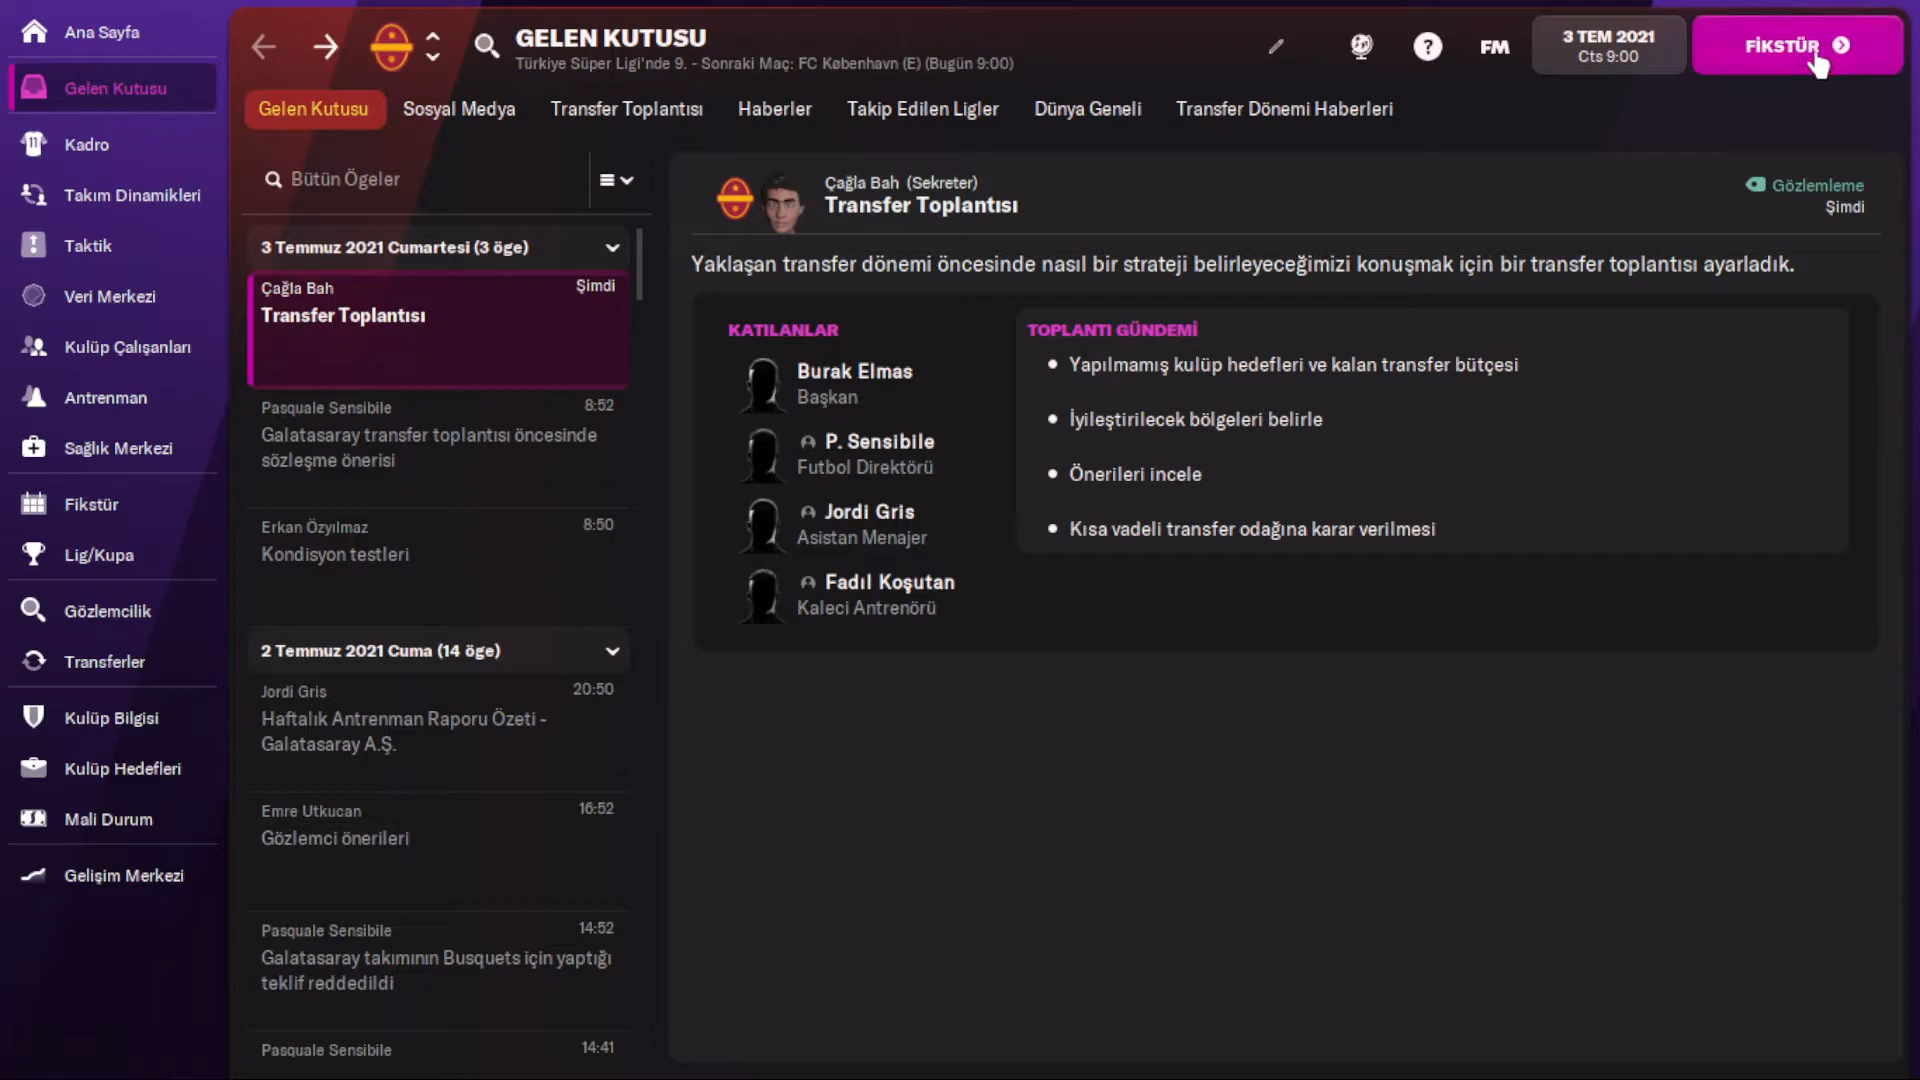 Ana Sayfa
Gelen Kutusu
Kadro
Takım Dinamikleri
Taktik
Veri Merkezi
Kulüp Çalışanları
Antrenman
Sağlık Merkezi
Fikstür
Lig/Kupa
Gözlemcilik
Transferler
Kulüp Bilgisi
Kulüp Hedefleri
Mali Durum
Gelişim Merkezi
GELEN KUTUSU
Türkiye Süper Ligi'nde 9. - Sonraki Maç: FC København (E) (Bugün 9:00)
?
FM
3 TEM 2021
Cts 9:00
FİKSTÜR
Gelen Kutusu
Sosyal Medya
Transfer Toplantısı
Haberler
Takip Edilen Ligler
Dünya Geneli
Transfer Dönemi Haberleri
Bütün Ögeler
3 Temmuz 2021 Cumartesi (3 öge)
Çağla Bah
Şimdi
Transfer Toplantısı
Pasquale Sensibile
8:52
Galatasaray transfer toplantısı öncesinde
sözleşme önerisi
Erkan Özyılmaz
8:50
Kondisyon testleri
2 Temmuz 2021 Cuma (14 öge)
Jordi Gris
20:50
Haftalık Antrenman Raporu Özeti -
Galatasaray A.Ş.
Emre Utkucan
16:52
Gözlemci önerileri
Pasquale Sensibile
14:52
Galatasaray takımının Busquets için yaptığı
teklif reddedildi
Pasquale Sensibile
14:41
Çağla Bah (Sekreter)
Transfer Toplantısı
Gözlemleme
Şimdi
Yaklaşan transfer dönemi öncesinde nasıl bir strateji belirleyeceğimizi konuşmak için bir transfer toplantısı ayarladık.
KATILANLAR
Burak Elmas
Başkan
P. Sensibile
Futbol Direktörü
Jordi Gris
Asistan Menajer
Fadıl Koşutan
Kaleci Antrenörü
TOPLANTI GÜNDEMİ
Yapılmamış kulüp hedefleri ve kalan transfer bütçesi
İyileştirilecek bölgeleri belirle
Önerileri incele
Kısa vadeli transfer odağına karar verilmesi